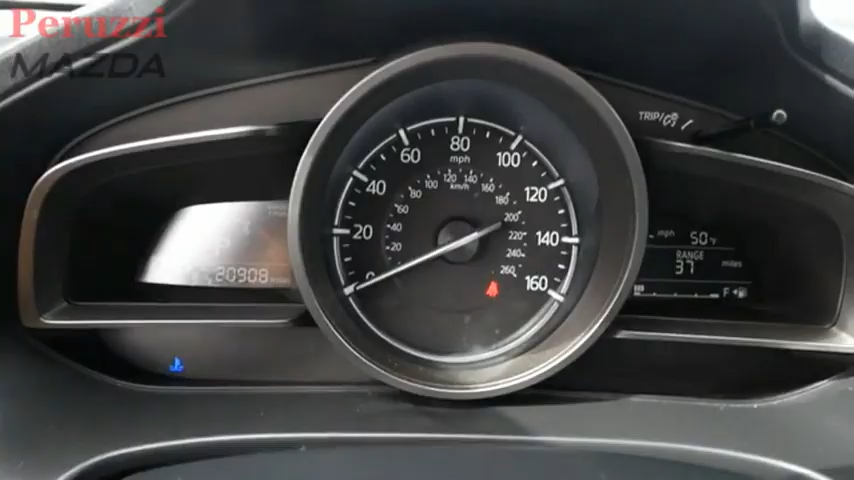 Peruzzi
MAZDA
TRIP/
80
60
100
mph
40
120
20
140
0
160
120 140
100
160
km/h
80
180
60
200
40
220
20
240
260
20908
mph
50°F
RANGE
37 miles
F